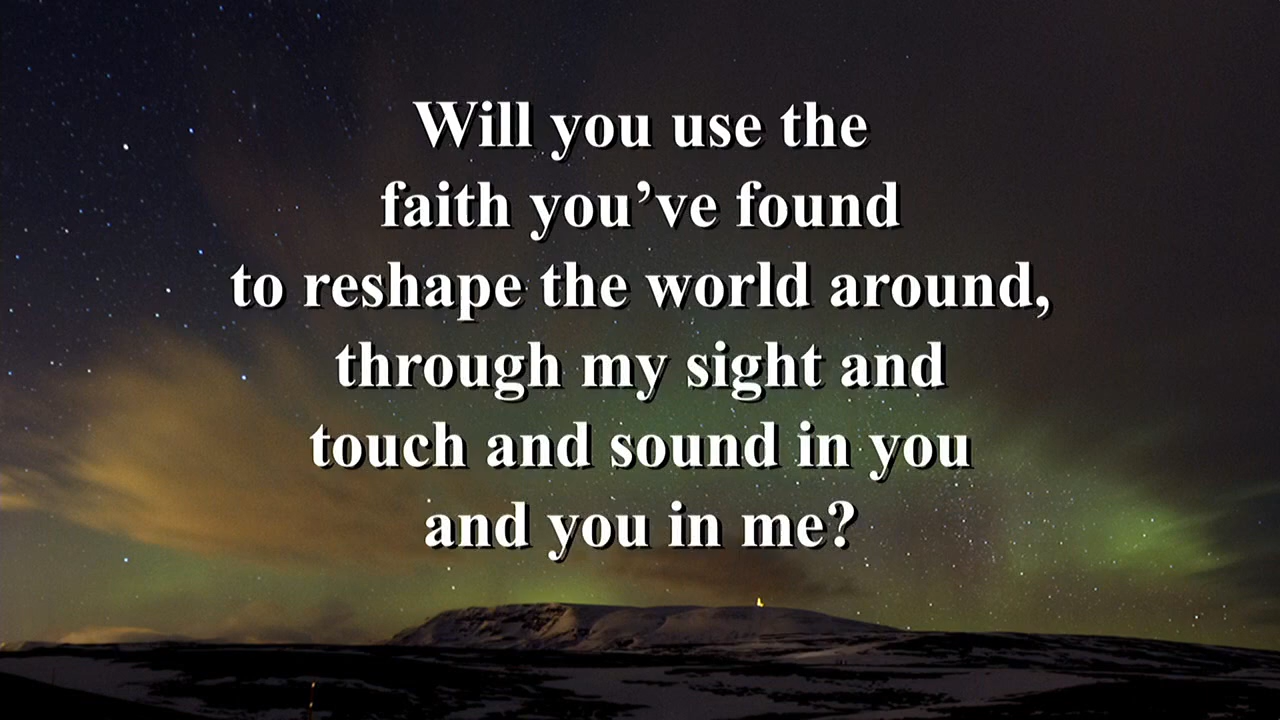 Will you use the
faith you’ve found
to reshape the world around,
through my sight and
touch and sound in you
and you in me?